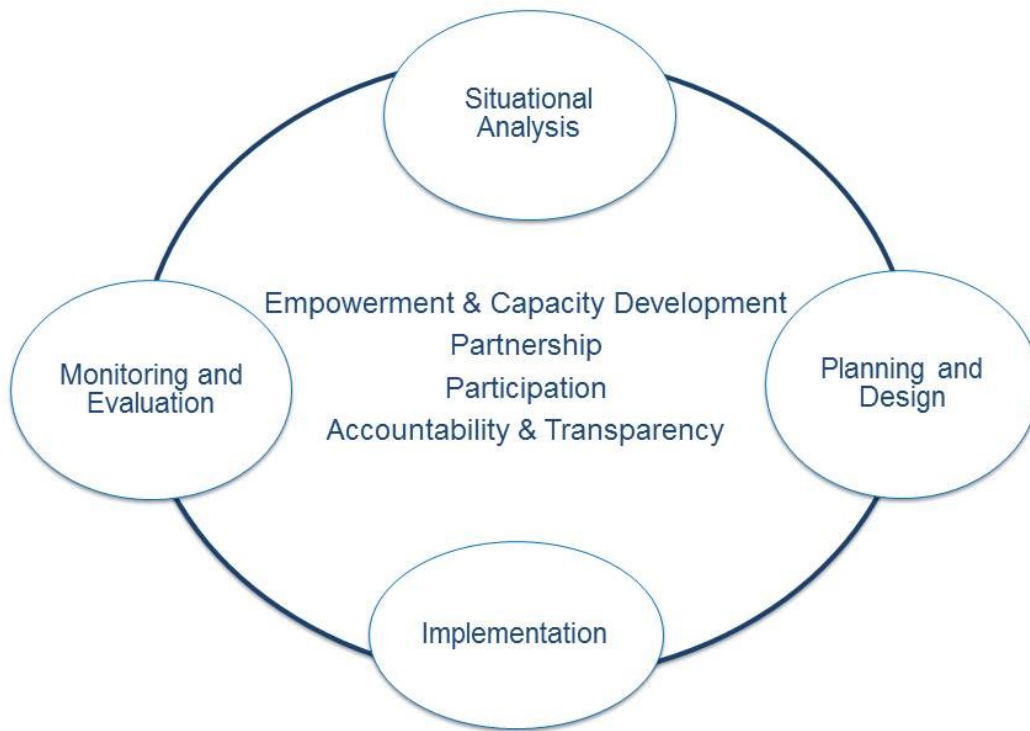 Situational
Analysis
Empowerment & Capacity Development
Partnership
Participation
Accountability & Transparency
Monitoring and
Evaluation
Planning and
Design
Implementation